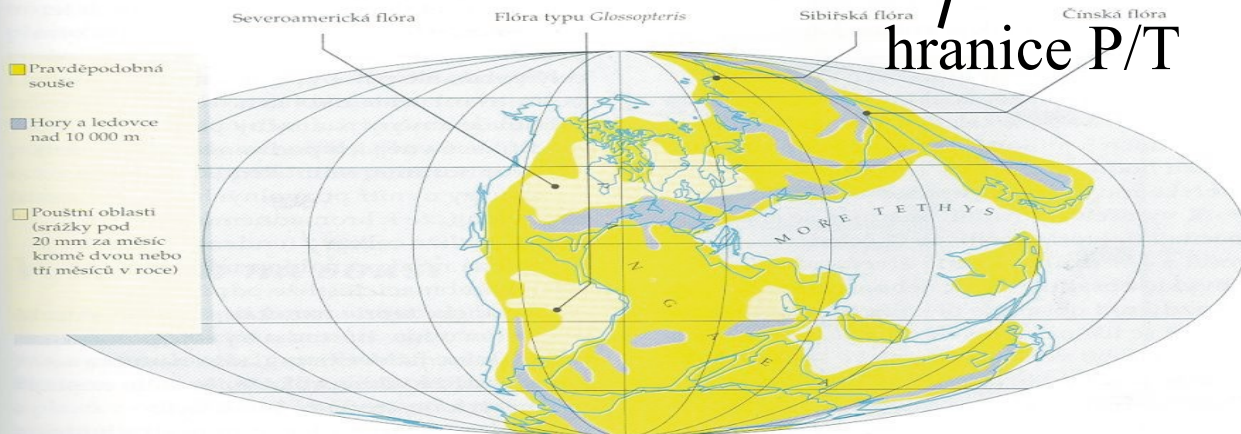 Severoamerická flóra
Flóra typu Glossopteris
Sibiřská flóra
Čínská flóra
hranice P/T
Pravděpodobná
souše
Hory a ledovce
nad 10 000 m
Pouštní oblasti
(srážky pod
20 mm za měsíc
kromě dvou nebo
tří měsíců v roce)
MORE TETHYS
N G A E A